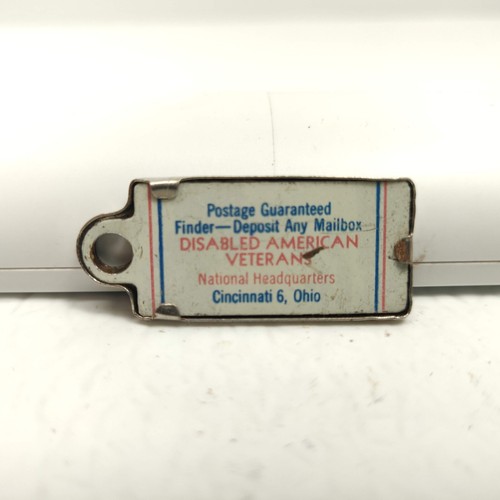 Postage Guaranteed
Finder—Deposit Any Mailbox
DISABLED AMERICAN
VETERANS
National Headquarters
Cincinnati 6, Ohio